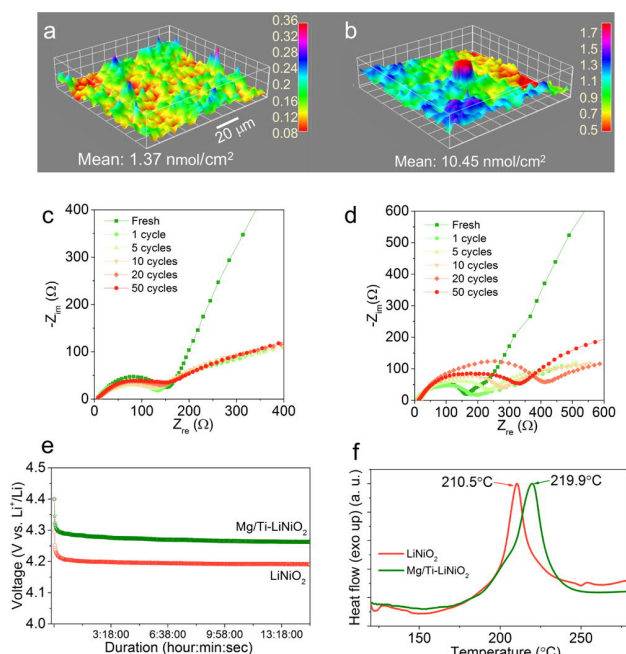 a
0.36
0.32
0.28
0.24
0.20
0.16
0.12
0.08
20 μm
Mean: 1.37 nmol/cm²
b
1.7
1.5
1.3
1.1
0.9
0.7
0.5
Mean: 10.45 nmol/cm²
c
400
300
200
100
0
-Z_im (Ω)
Fresh
1 cycle
5 cycles
10 cycles
20 cycles
50 cycles
0 100 200 300 400
Z_re (Ω)
d
600
500
400
300
200
100
0
-Z_im (Ω)
Fresh
1 cycle
5 cycles
10 cycles
20 cycles
50 cycles
0 100 200 300 400 500 600
Z_re (Ω)
e
4.5
4.4
4.3
4.2
4.1
4.0
Voltage (V vs. Li⁺/Li)
Mg/Ti-LiNiO₂
LiNiO₂
3:18:00 6:38:00 9:58:00 13:18:00
Duration (hour:min:sec)
f
Heat flow (exo up) (a. u.)
210.5°C
219.9°C
LiNiO₂
Mg/Ti-LiNiO₂
150 200 250
Temperature (°C)